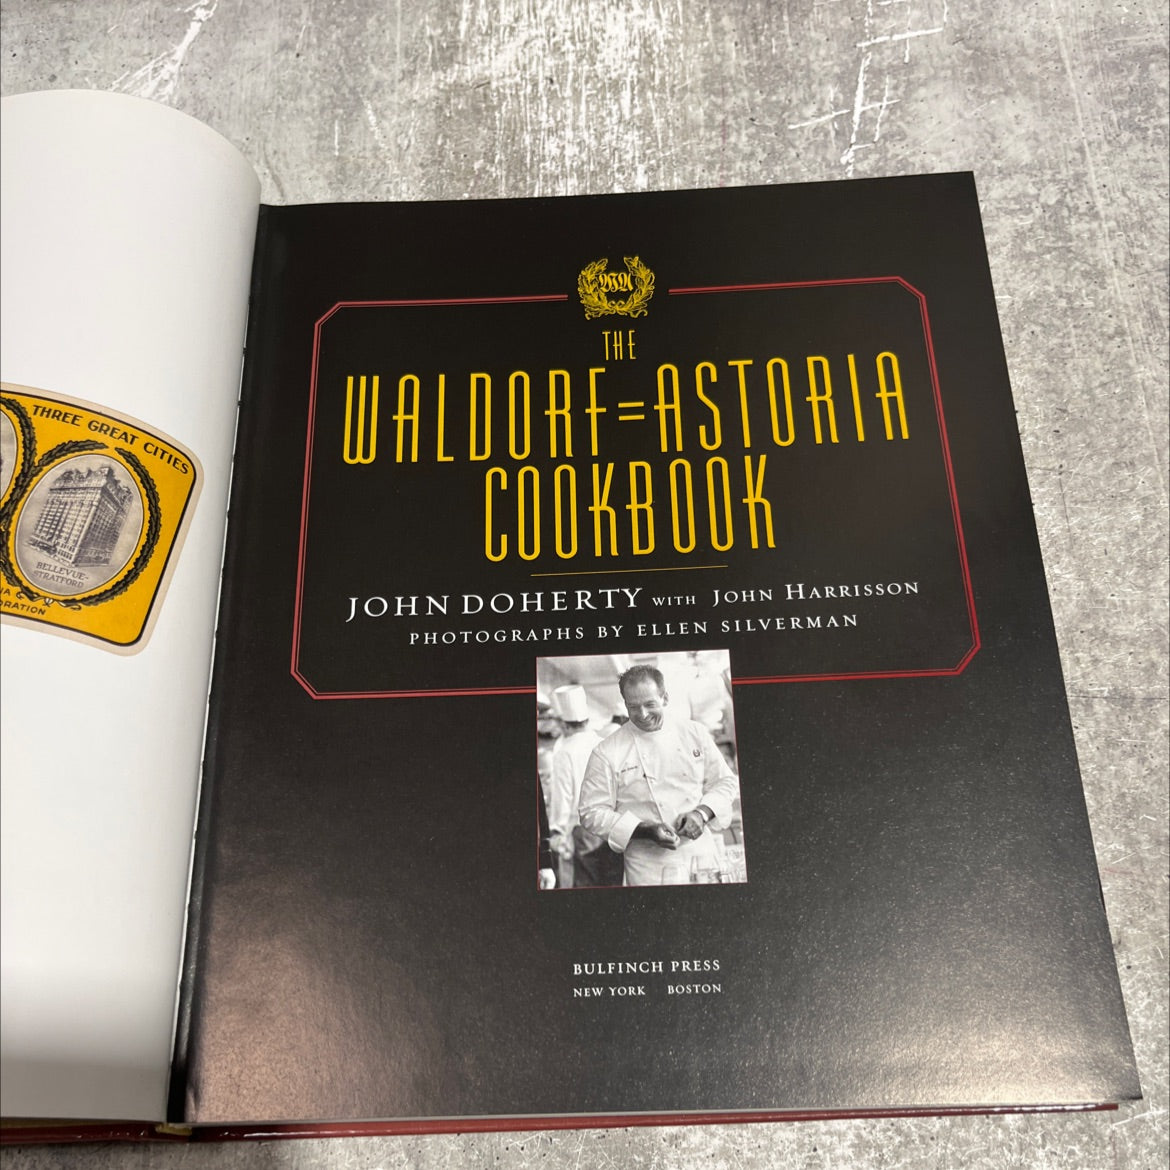 THREE GREAT CITIES
BELLEVUE-
STRATFORD
WA
THE
WALDORF=ASTORIA
COOKBOOK
JOHN DOHERTY WITH JOHN HARRISSON
PHOTOGRAPHS BY ELLEN SILVERMAN
BULFINCH PRESS
NEW YORK BOSTON